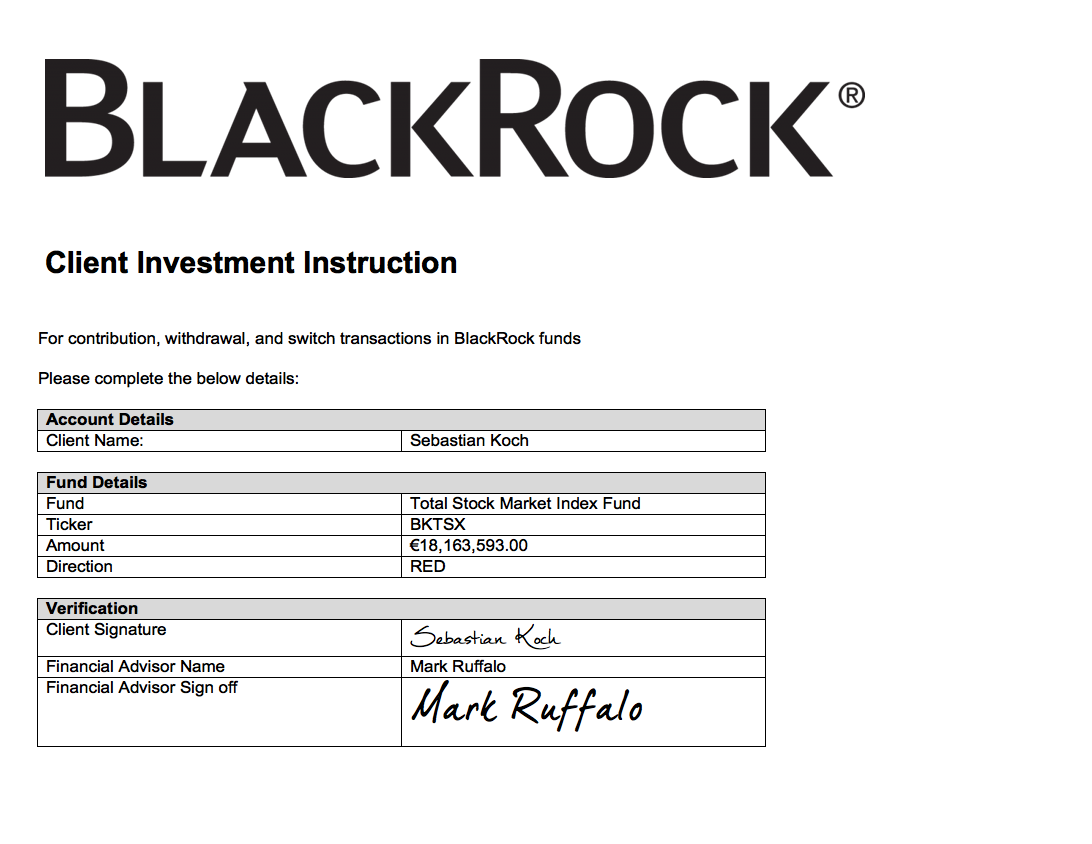 BLACKROCK®
Client Investment Instruction
For contribution, withdrawal, and switch transactions in BlackRock funds
Please complete the below details:
Account Details
Client Name: Sebastian Koch
Fund Details
Fund Total Stock Market Index Fund
Ticker BKTSX
Amount €18,163,593.00
Direction RED
Verification
Client Signature Sebastian Koch
Financial Advisor Name Mark Ruffalo
Financial Advisor Sign off Mark Ruffalo